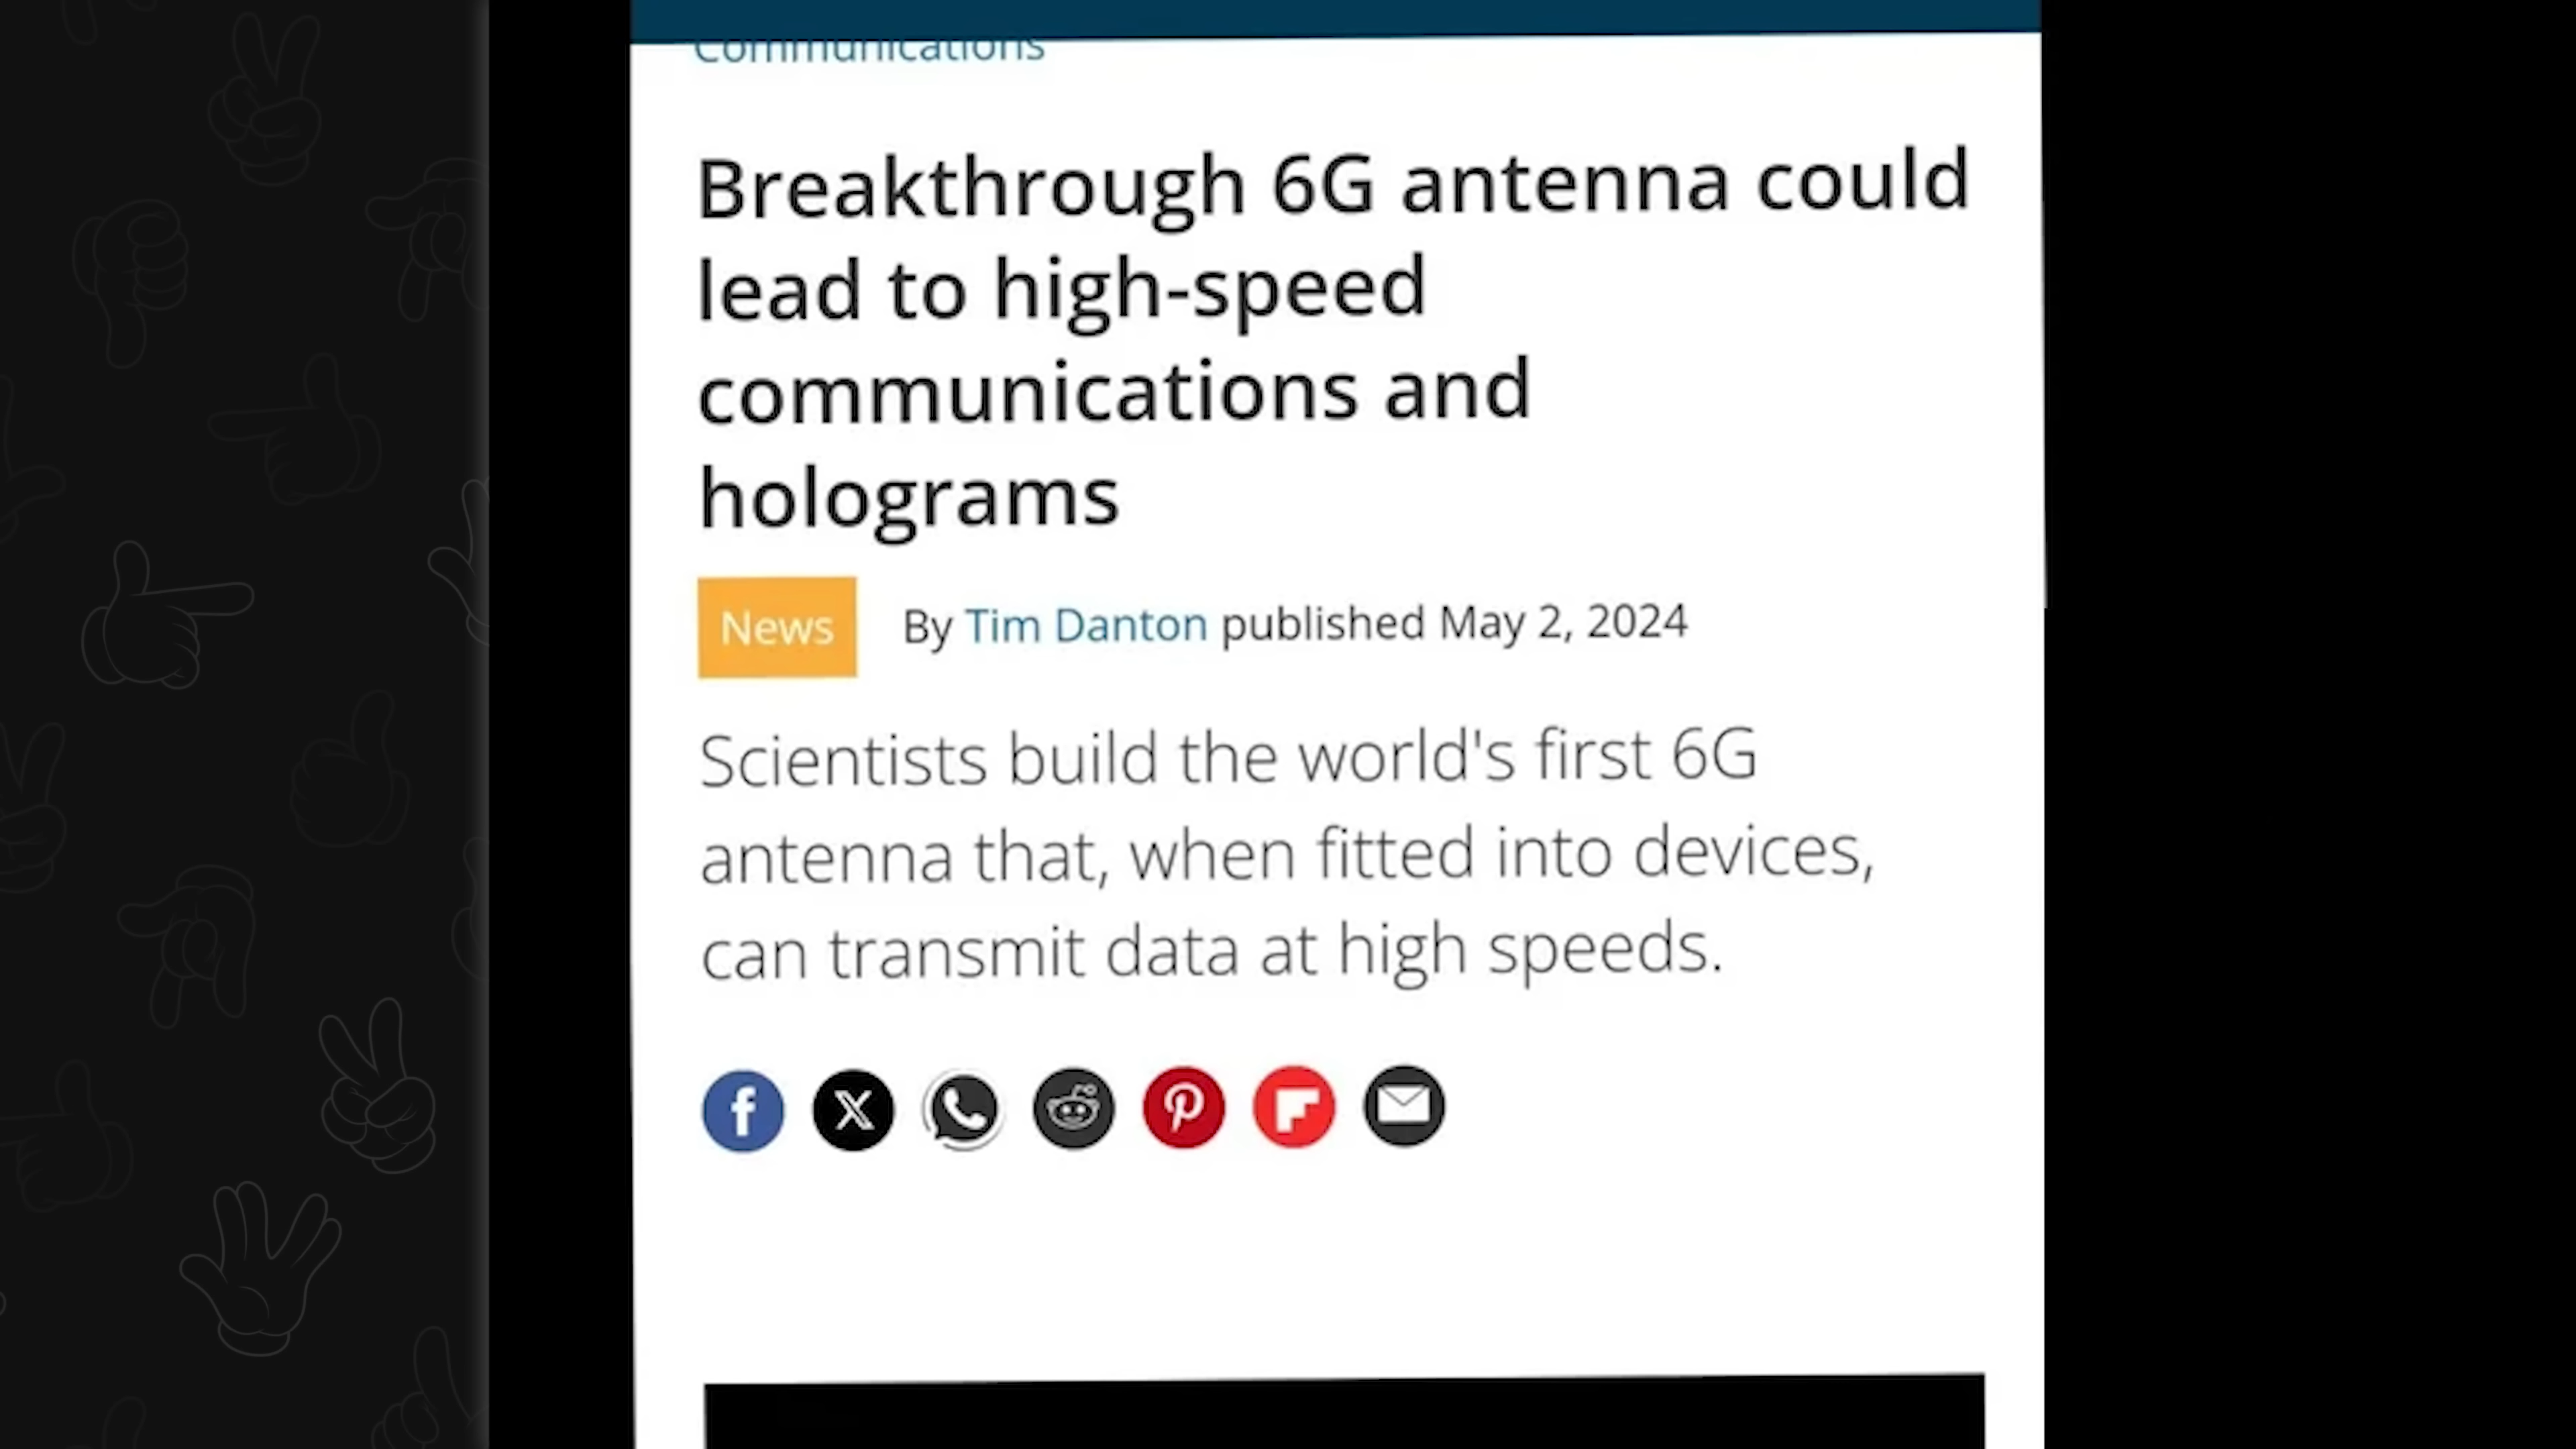 Communications
Breakthrough 6G antenna could
lead to high-speed
communications and
holograms
News
By Tim Danton published May 2, 2024
Scientists build the world's first 6G
antenna that, when fitted into devices,
can transmit data at high speeds.